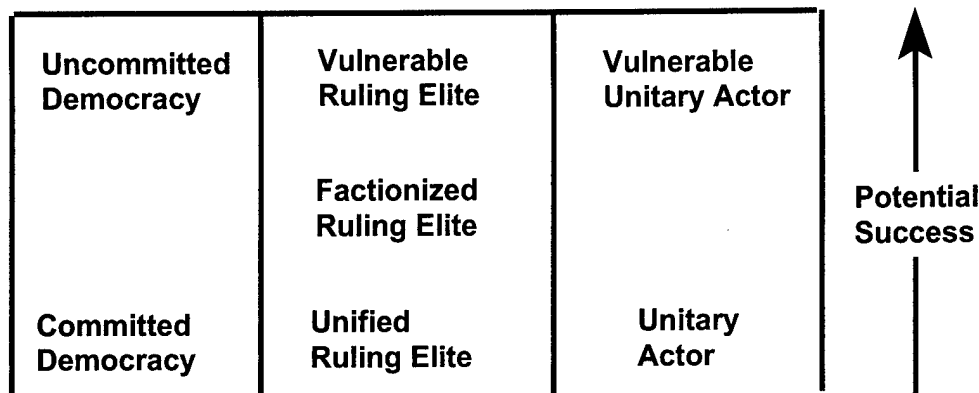 Uncommitted
Democracy
Vulnerable
Ruling Elite
Vulnerable
Unitary Actor
Factionized
Ruling Elite
Potential
Success
Committed
Democracy
Unified
Ruling Elite
Unitary
Actor